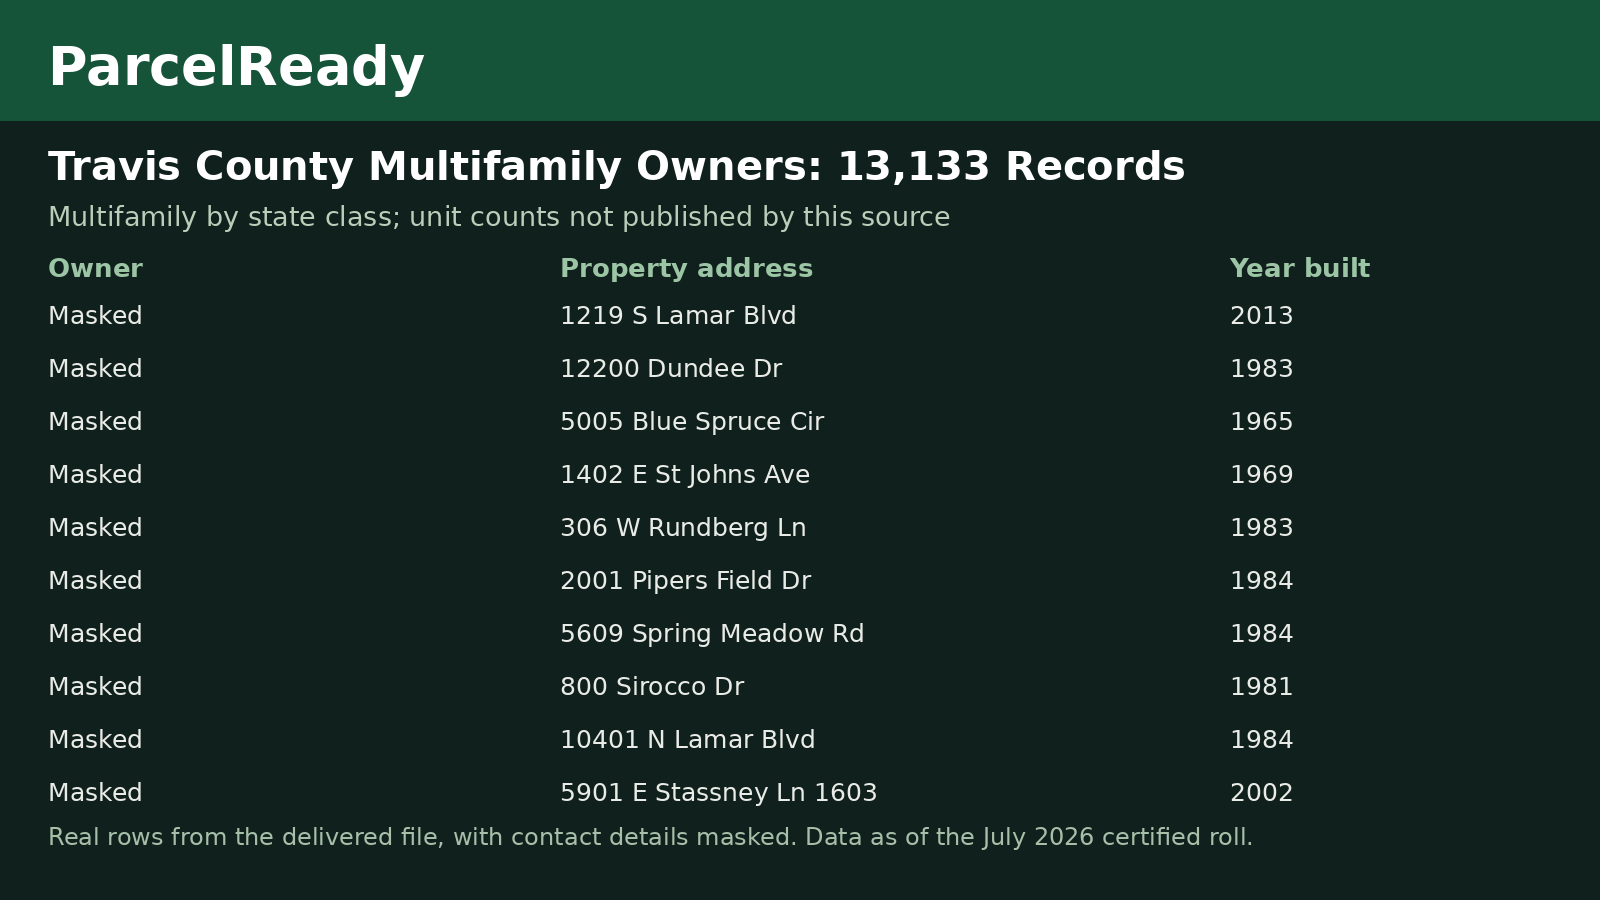 ParcelReady
Travis County Multifamily Owners: 13,133 Records
Multifamily by state class; unit counts not published by this source
Owner Property address Year built
Masked 1219 S Lamar Blvd 2013
Masked 12200 Dundee Dr 1983
Masked 5005 Blue Spruce Cir 1965
Masked 1402 E St Johns Ave 1969
Masked 306 W Rundberg Ln 1983
Masked 2001 Pipers Field Dr 1984
Masked 5609 Spring Meadow Rd 1984
Masked 800 Sirocco Dr 1981
Masked 10401 N Lamar Blvd 1984
Masked 5901 E Stassney Ln 1603 2002
Real rows from the delivered file, with contact details masked. Data as of the July 2026 certified roll.